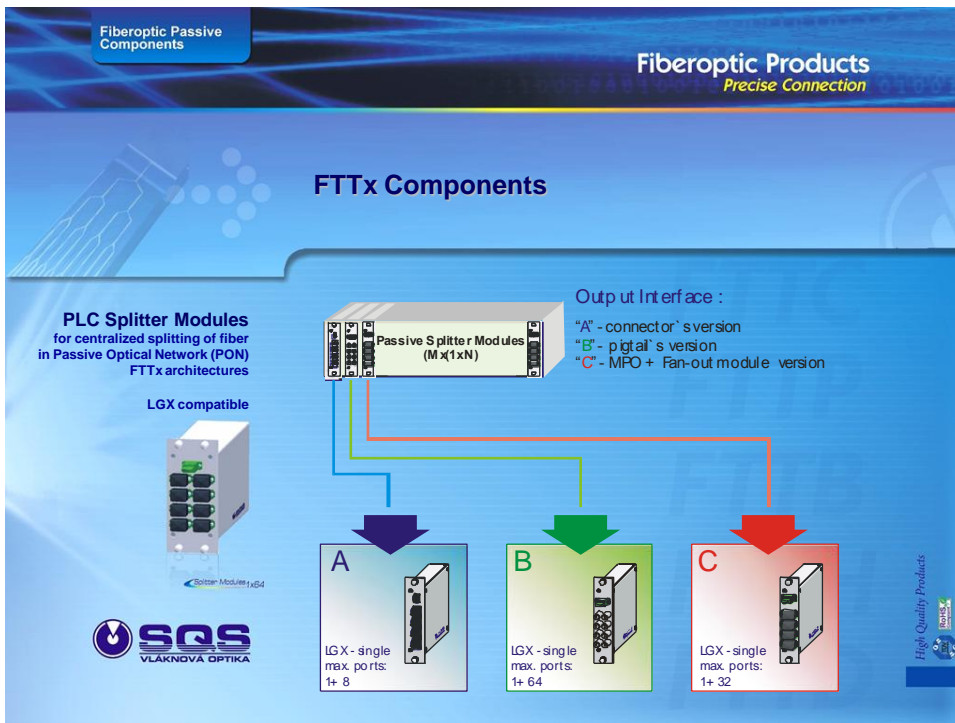 Fiberoptic Passive
Components
Fiberoptic Products
Precise Connection
FTTx Components
PLC Splitter Modules
for centralized splitting of fiber
in Passive Optical Network (PON)
FTTx architectures
LGX compatible
Splitter Modules 1x64
SQS
VLÁKNOVÁ OPTIKA
Passive Splitter Modules
(Mx(1xN)
Output Interface :
"A" - connector`s version
"B" - pigtail`s version
"C" - MPO + Fan-out module version
A
LGX - single
max. ports:
1+ 8
B
LGX - single
max. ports:
1+ 64
C
LGX - single
max. ports:
1+ 32
High Quality Products
RoHS